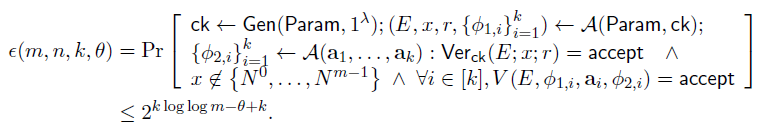 ϵ(m, n, k, θ) = Pr [ ck ← Gen(Param, 1^λ); (E, x, r, {ϕ_{1,i}}_{i=1}^k) ← 𝒜(Param, ck);
{ϕ_{2,i}}_{i=1}^k ← 𝒜(a_1, . . . , a_k) : Ver_ck(E; x; r) = accept ∧
x ∉ {N^0, . . . , N^{m−1}} ∧ ∀i ∈ [k], V(E, ϕ_{1,i}, a_i, ϕ_{2,i}) = accept ]
≤ 2^{k log log m−θ+k}.